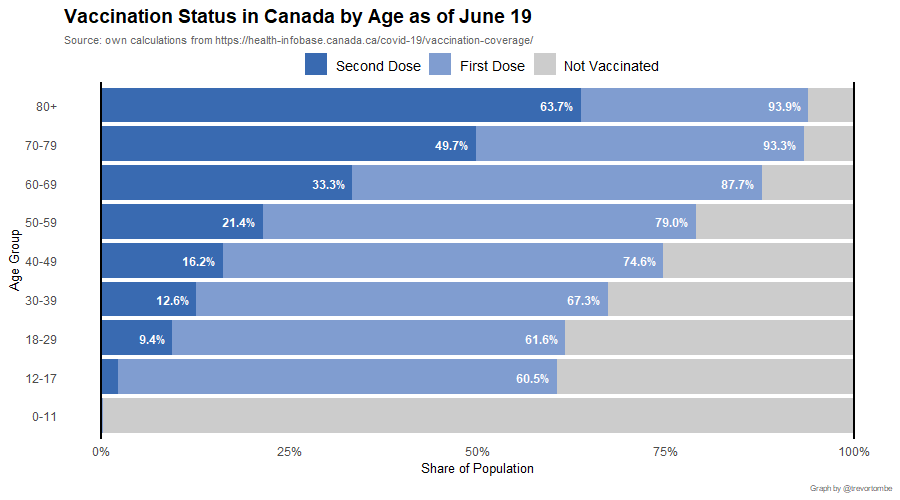 Vaccination Status in Canada by Age as of June 19
Source: own calculations from https://health-infobase.canada.ca/covid-19/vaccination-coverage/
Second Dose First Dose Not Vaccinated
80+ 63.7% 93.9%
70-79 49.7% 93.3%
60-69 33.3% 87.7%
50-59 21.4% 79.0%
40-49 16.2% 74.6%
30-39 12.6% 67.3%
18-29 9.4% 61.6%
12-17 60.5%
0-11
Age Group
0% 25% 50% 75% 100%
Share of Population
Graph by @trevortombe